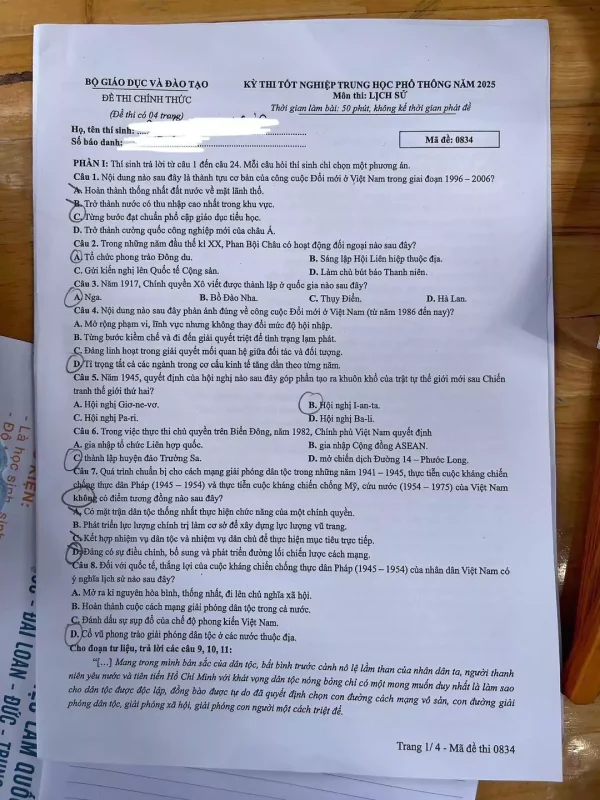 BỘ GIÁO DỤC VÀ ĐÀO TẠO
ĐỀ THI CHÍNH THỨC
(Đề thi có 04 trang)
KỲ THI TỐT NGHIỆP TRUNG HỌC PHỔ THÔNG NĂM 2025
Môn thi: LỊCH SỬ
Thời gian làm bài: 50 phút, không kể thời gian phát đề
Họ, tên thí sinh:
Số báo danh:
Mã đề: 0834
PHẦN I: Thí sinh trả lời từ câu 1 đến câu 24. Mỗi câu hỏi thí sinh chỉ chọn một phương án.
Câu 1. Nội dung nào sau đây là thành tựu cơ bản của công cuộc Đổi mới ở Việt Nam trong giai đoạn 1996 – 2006?
A. Hoàn thành thống nhất đất nước về mặt lãnh thổ.
B. Trở thành nước có thu nhập cao nhất trong khu vực.
C. Từng bước đạt chuẩn phổ cập giáo dục tiểu học.
D. Trở thành cường quốc công nghiệp mới của châu Á.
Câu 2. Trong những năm đầu thế kỉ XX, Phan Bội Châu có hoạt động đối ngoại nào sau đây?
A. Tổ chức phong trào Đông du. B. Sáng lập Hội Liên hiệp thuộc địa.
C. Gửi kiến nghị lên Quốc tế Cộng sản. D. Làm chủ bút báo Thanh niên.
Câu 3. Năm 1917, Chính quyền Xô viết được thành lập ở quốc gia nào sau đây?
A. Nga. B. Bồ Đào Nha. C. Thụy Điển. D. Hà Lan.
Câu 4. Nội dung nào sau đây phản ánh đúng về công cuộc Đổi mới ở Việt Nam (từ năm 1986 đến nay)?
A. Mở rộng phạm vi, lĩnh vực nhưng không thay đổi mức độ hội nhập.
B. Từng bước kiềm chế và đi đến giải quyết triệt để tình trạng lạm phát.
C. Đảng linh hoạt trong giải quyết mối quan hệ giữa đối tác và đối tượng.
D. Tỉ trọng tất cả các ngành trong cơ cấu kinh tế tăng dần theo từng năm.
Câu 5. Năm 1945, quyết định của hội nghị nào sau đây góp phần tạo ra khuôn khổ của trật tự thế giới mới sau Chiến
tranh thế giới thứ hai?
A. Hội nghị Giơ-ne-vơ. B. Hội nghị I-an-ta.
C. Hội nghị Pa-ri. D. Hội nghị Ba-li.
Câu 6. Trong việc thực thi chủ quyền trên Biển Đông, năm 1982, Chính phủ Việt Nam quyết định
A. gia nhập tổ chức Liên hợp quốc. B. gia nhập Cộng đồng ASEAN.
C. thành lập huyện đảo Trường Sa. D. mở chiến dịch Đường 14 – Phước Long.
Câu 7. Quá trình chuẩn bị cho cách mạng giải phóng dân tộc trong những năm 1941 – 1945, thực tiễn cuộc kháng chiến
chống thực dân Pháp (1945 – 1954) và thực tiễn cuộc kháng chiến chống Mỹ, cứu nước (1954 – 1975) của Việt Nam
không có điểm tương đồng nào sau đây?
A. Có mặt trận dân tộc thống nhất thực hiện chức năng của một chính quyền.
B. Phát triển lực lượng chính trị làm cơ sở để xây dựng lực lượng vũ trang.
C. Kết hợp nhiệm vụ dân tộc và nhiệm vụ dân chủ để thực hiện mục tiêu trực tiếp.
D. Đảng có sự điều chỉnh, bổ sung và phát triển đường lối chiến lược cách mạng.
Câu 8. Đối với quốc tế, thắng lợi của cuộc kháng chiến chống thực dân Pháp (1945 – 1954) của nhân dân Việt Nam có
ý nghĩa lịch sử nào sau đây?
A. Mở ra kỉ nguyên hòa bình, thống nhất, đi lên chủ nghĩa xã hội.
B. Hoàn thành cuộc cách mạng giải phóng dân tộc trong cả nước.
C. Đánh dấu sự sụp đổ của chế độ phong kiến Việt Nam.
D. Cổ vũ phong trào giải phóng dân tộc ở các nước thuộc địa.
Cho đoạn tư liệu, trả lời các câu 9, 10, 11:
“[…] Mang trong mình bản sắc của dân tộc, bất bình trước cảnh nô lệ lầm than của nhân dân ta, người thanh
niên yêu nước và tiên tiến Hồ Chí Minh với khát vọng dân tộc nóng bỏng chỉ có một mong muốn duy nhất là làm sao
cho dân tộc được độc lập, đồng bào được tự do đã quyết định chọn con đường cách mạng vô sản, con đường giải
phóng dân tộc, giải phóng xã hội, giải phóng con người một cách triệt để.
Trang 1/ 4 - Mã đề thi 0834
- Là học sinh
KIỆN:
ĐÀI LOAN - ĐỨC -
LÀM